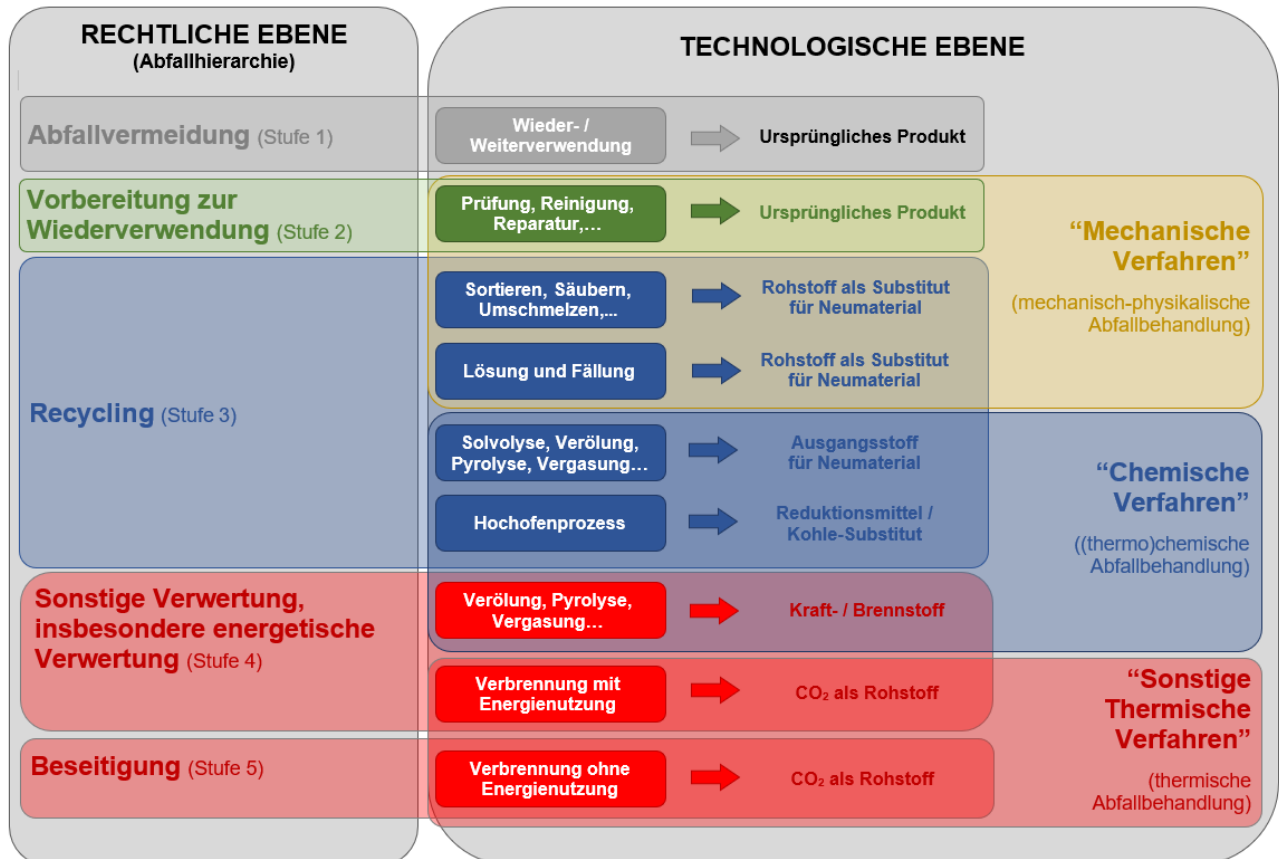 RECHTLICHE EBENE
(Abfallhierarchie)
TECHNOLOGISCHE EBENE
Abfallvermeidung (Stufe 1)
Wieder- /
Weiterverwendung
Ursprüngliches Produkt
Vorbereitung zur
Wiederverwendung (Stufe 2)
Prüfung, Reinigung,
Reparatur,…
Ursprüngliches Produkt
“Mechanische
Verfahren”
(mechanisch-physikalische
Abfallbehandlung)
Recycling (Stufe 3)
Sortieren, Säubern,
Umschmelzen,...
Rohstoff als Substitut
für Neumaterial
Lösung und Fällung
Rohstoff als Substitut
für Neumaterial
Solvolyse, Verölung,
Pyrolyse, Vergasung…
Ausgangsstoff
für Neumaterial
Hochofenprozess
Reduktionsmittel /
Kohle-Substitut
“Chemische
Verfahren”
((thermo)chemische
Abfallbehandlung)
Sonstige Verwertung,
insbesondere energetische
Verwertung (Stufe 4)
Verölung, Pyrolyse,
Vergasung…
Kraft- / Brennstoff
Verbrennung mit
Energienutzung
CO₂ als Rohstoff
“Sonstige
Thermische
Verfahren”
(thermische
Abfallbehandlung)
Beseitigung (Stufe 5)
Verbrennung ohne
Energienutzung
CO₂ als Rohstoff